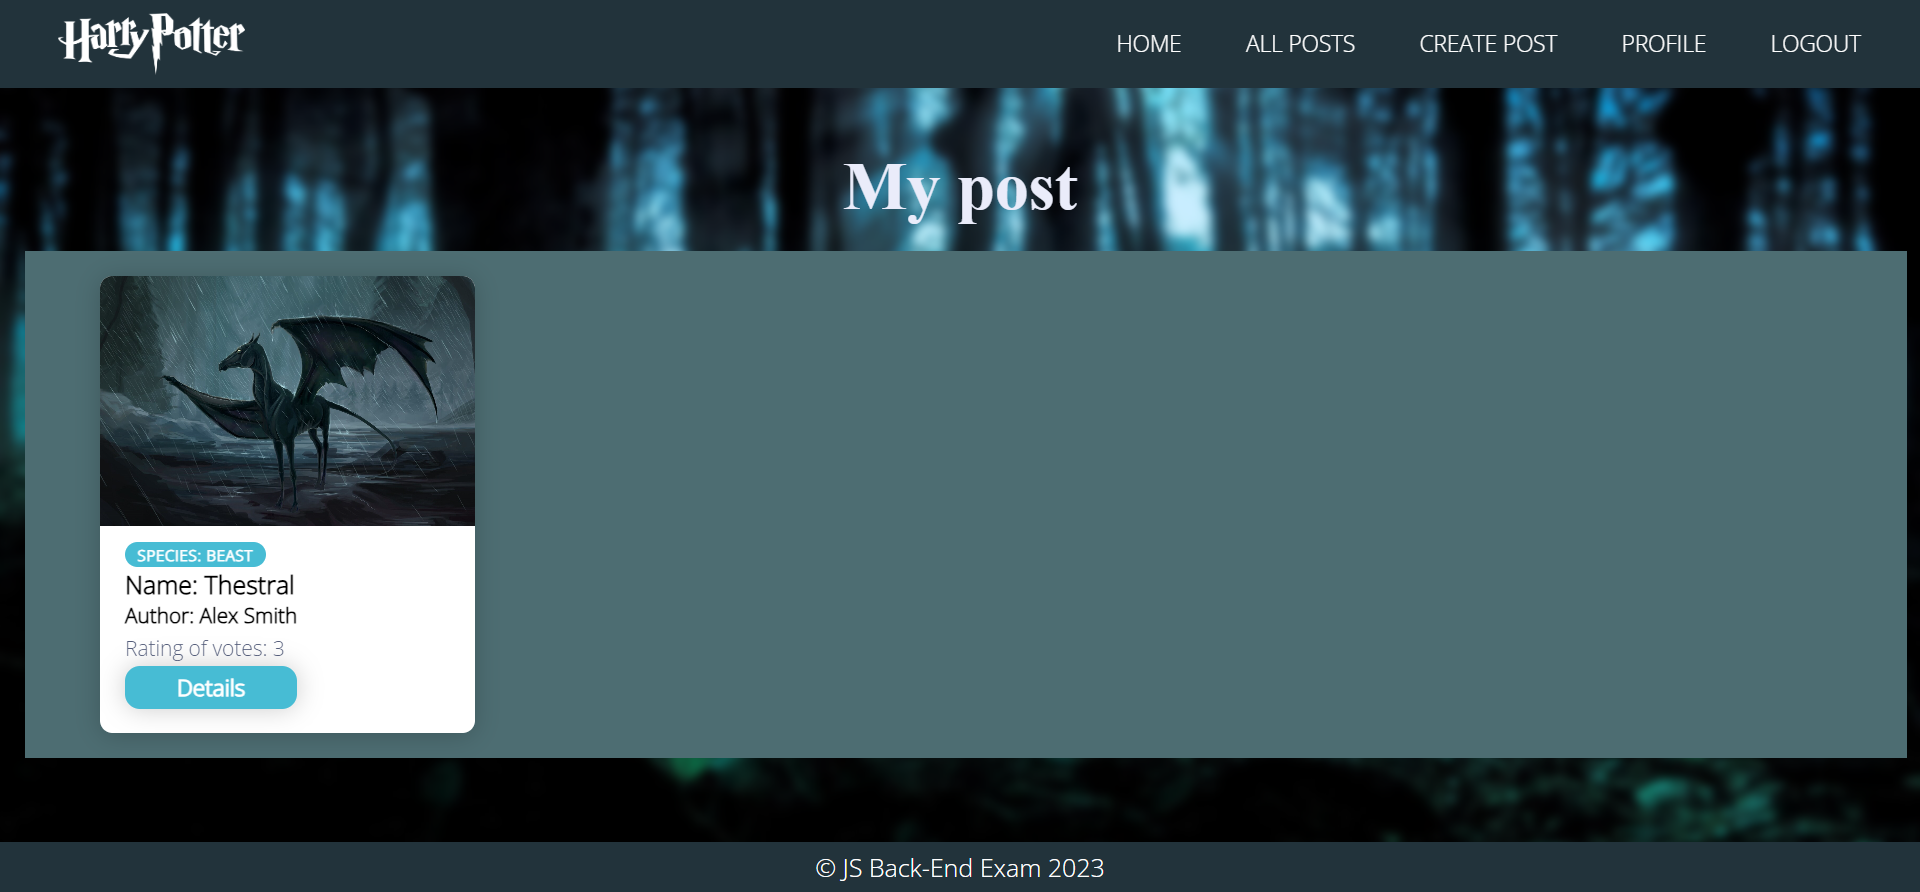 Harry Potter
HOME
ALL POSTS
CREATE POST
PROFILE
LOGOUT
My post
SPECIES: BEAST
Name: Thestral
Author: Alex Smith
Rating of votes: 3
Details
© JS Back-End Exam 2023